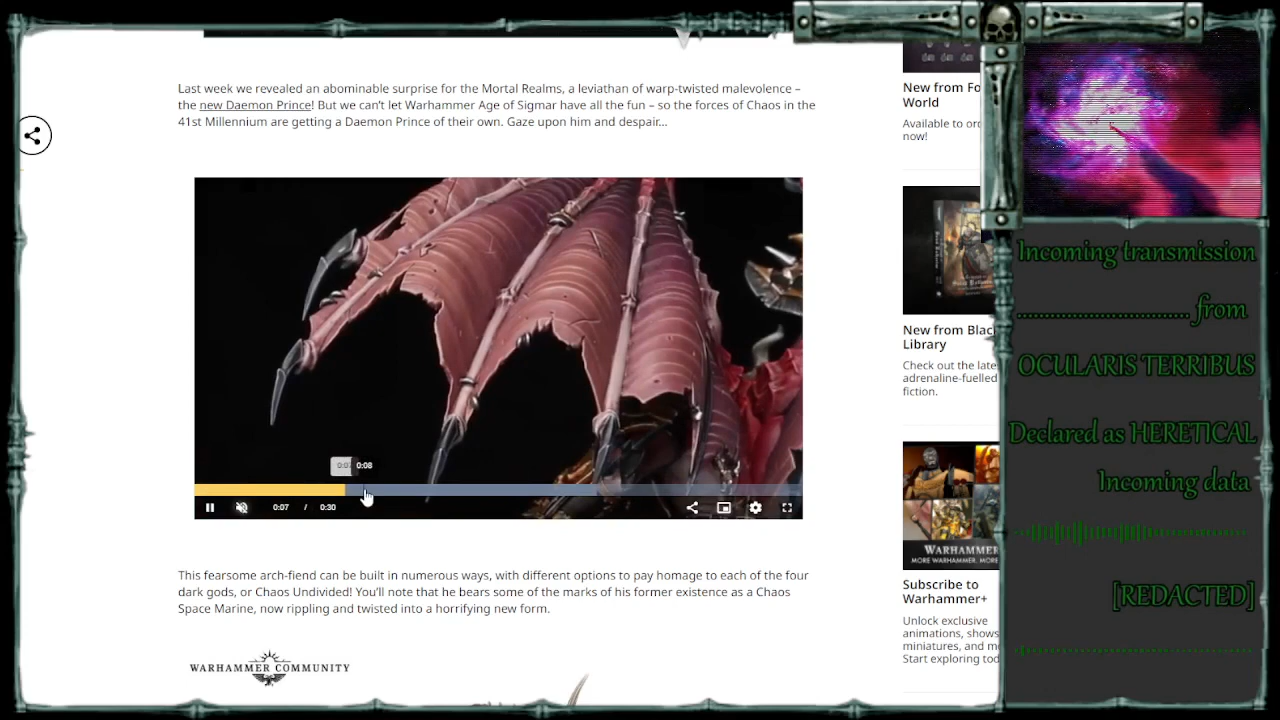 Last week we revealed an abominable surprise for the Mortal Realms, a leviathan of warp-twisted malevolence –
the new Daemon Prince! But we can't let Warhammer Age of Sigmar have all the fun – so the forces of Chaos in the
41st Millennium are getting a Daemon Prince of their own. Gaze upon him and despair...
0:08
0:07 / 0:30
This fearsome arch-fiend can be built in numerous ways, with different options to pay homage to each of the four
dark gods, or Chaos Undivided! You'll note that he bears some of the marks of his former existence as a Chaos
Space Marine, now rippling and twisted into a horrifying new form.
WARHAMMER COMMUNITY
New from Fo
World
Available to ord
now!
New from Blac
Library
Check out the late
adrenaline-fuelled
fiction.
WARHAMMER
MORE WARHAMMER. MORE
Subscribe to
Warhammer+
Unlock exclusive
animations, shows
miniatures, and mo
Start exploring tod
Incoming transmission
.............................. from
OCULARIS TERRIBUS
Declared as HERETICAL
Incoming data
[REDACTED]